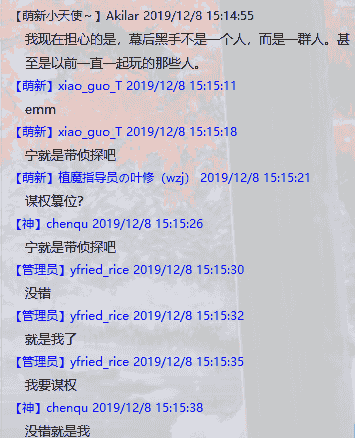 【萌新小天使～】Akilar 2019/12/8 15:14:55
我现在担心的是，幕后黑手不是一个人，而是一群人。甚
至是以前一直一起玩的那些人。
【萌新】xiao_guo_T 2019/12/8 15:15:11
emm
【萌新】xiao_guo_T 2019/12/8 15:15:18
宁就是带侦探吧
【萌新】植魔指导员の叶修（wzj） 2019/12/8 15:15:21
谋权篡位?
【神】chenqu 2019/12/8 15:15:26
宁就是带侦探吧
【管理员】yfried_rice 2019/12/8 15:15:30
没错
【管理员】yfried_rice 2019/12/8 15:15:32
就是我了
【管理员】yfried_rice 2019/12/8 15:15:35
我要谋权
【神】chenqu 2019/12/8 15:15:38
没错就是我